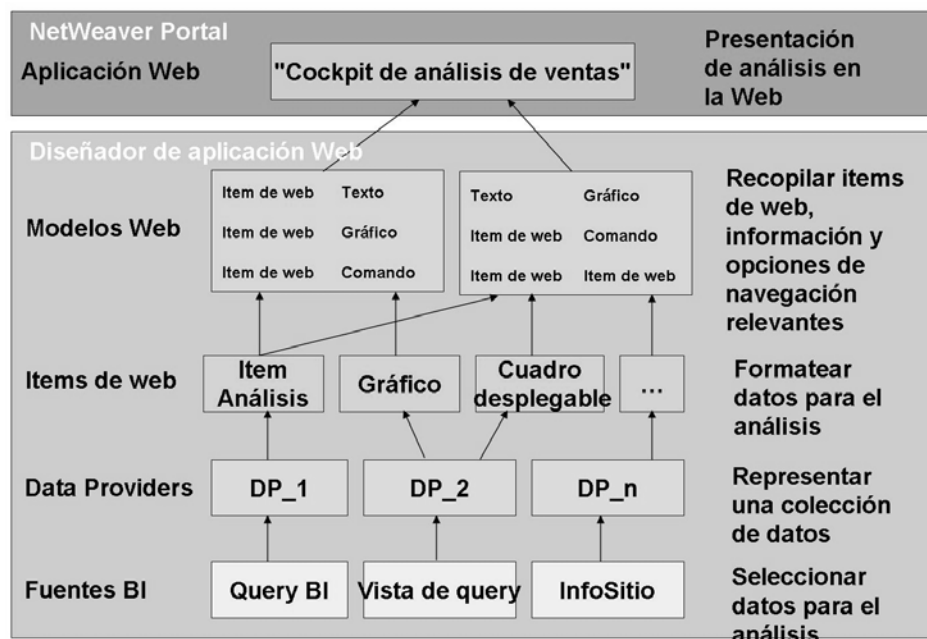 NetWeaver Portal
Aplicación Web
"Cockpit de análisis de ventas"
Presentación
de análisis en
la Web
Diseñador de aplicación Web
Modelos Web
Item de web Texto
Item de web Gráfico
Item de web Comando
Texto Gráfico
Item de web Comando
Item de web Item de web
Recopilar items
de web,
información y
opciones de
navegación
relevantes
Items de web
Item
Análisis
Gráfico
Cuadro
desplegable
...
Formatear
datos para el
análisis
Data Providers
DP_1
DP_2
DP_n
Representar
una colección
de datos
Fuentes BI
Query BI
Vista de query
InfoSitio
Seleccionar
datos para el
análisis